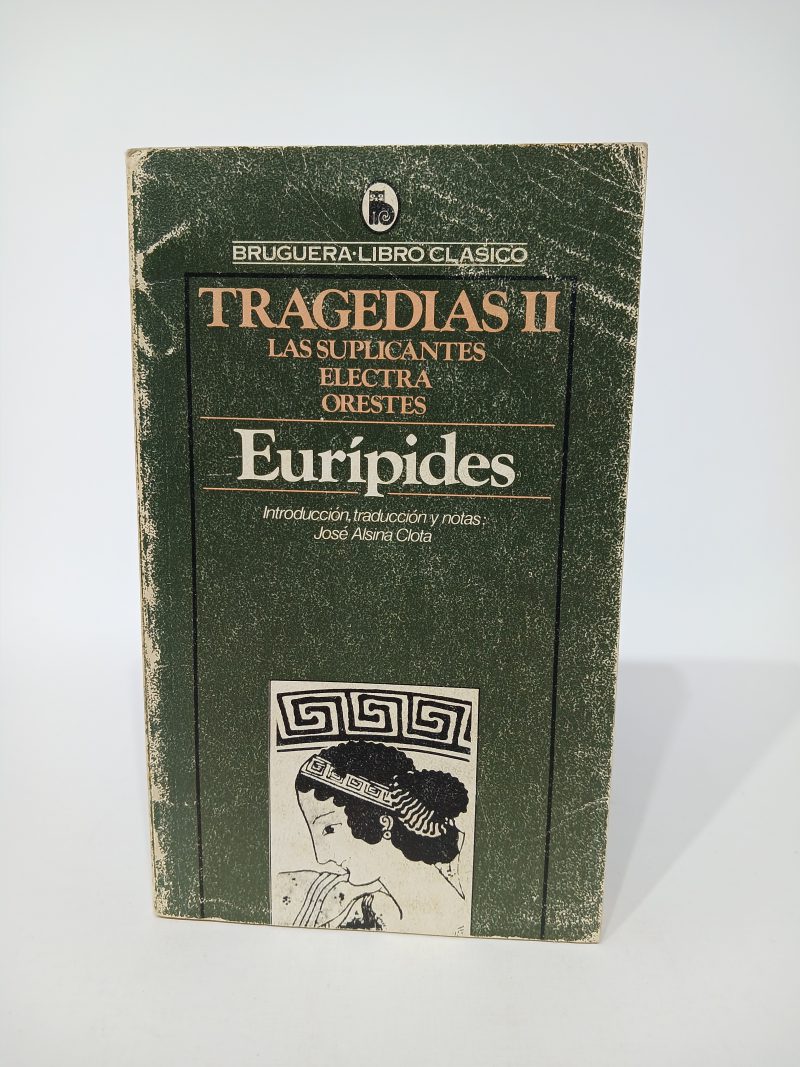 BRUGUERA·LIBRO CLASICO
TRAGEDIAS II
LAS SUPLICANTES
ELECTRA
ORESTES
Eurípides
Introducción, traducción y notas:
José Alsina Clota